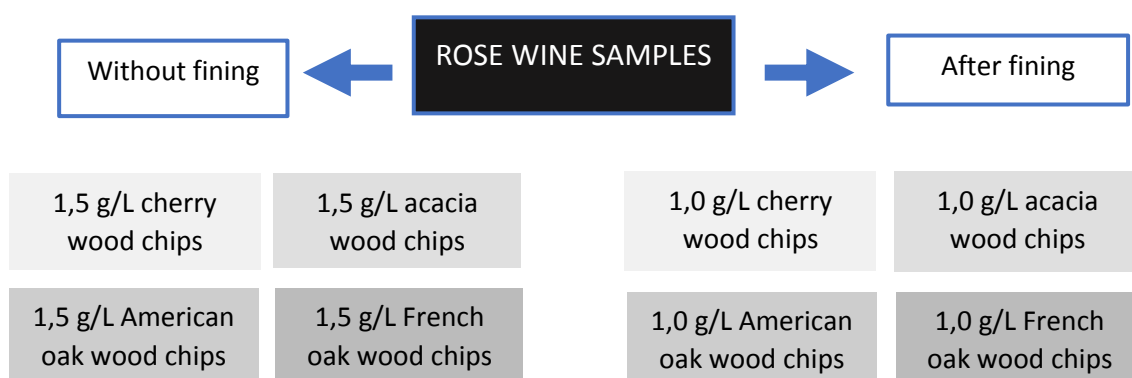 Without fining
ROSE WINE SAMPLES
After fining
1,5 g/L cherry
wood chips
1,5 g/L acacia
wood chips
1,0 g/L cherry
wood chips
1,0 g/L acacia
wood chips
1,5 g/L American
oak wood chips
1,5 g/L French
oak wood chips
1,0 g/L American
oak wood chips
1,0 g/L French
oak wood chips